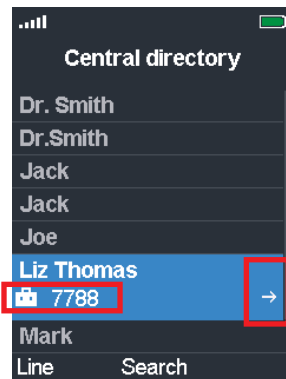 Central directory
Dr. Smith
Dr.Smith
Jack
Jack
Joe
Liz Thomas
7788
Mark
Line Search